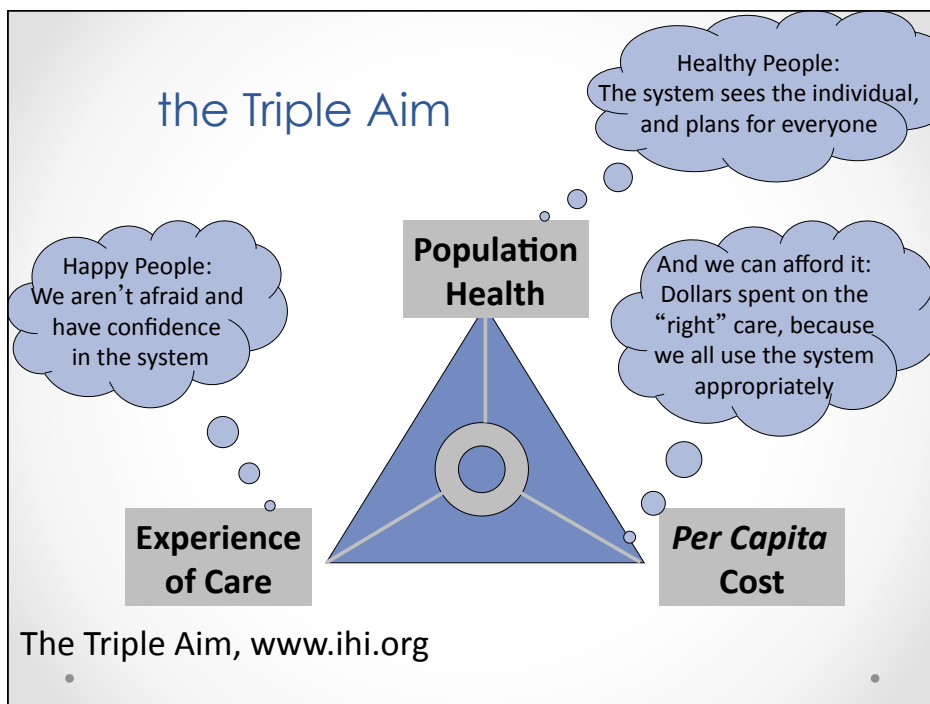 the Triple Aim
Healthy People:
The system sees the individual,
and plans for everyone
Population
Health
Happy People:
We aren’t afraid and
have confidence
in the system
And we can afford it:
Dollars spent on the
“right” care, because
we all use the system
appropriately
Experience
of Care
Per Capita
Cost
The Triple Aim, www.ihi.org